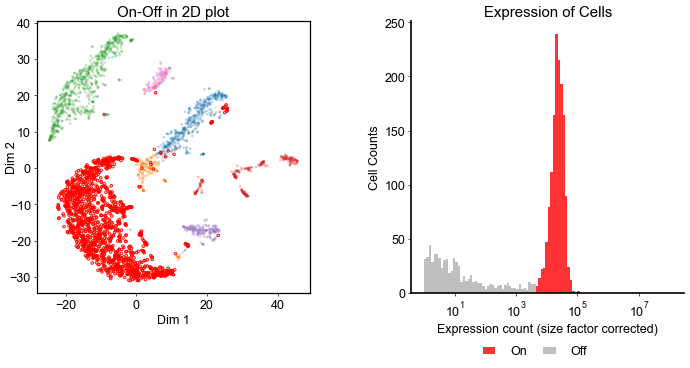 On-Off in 2D plot
40
30
20
10
0
−10
−20
−30
Dim 2
−20 0 20 40
Dim 1
Expression of Cells
250
200
150
100
50
0
Cell Counts
10^1 10^3 10^5 10^7
Expression count (size factor corrected)
On Off